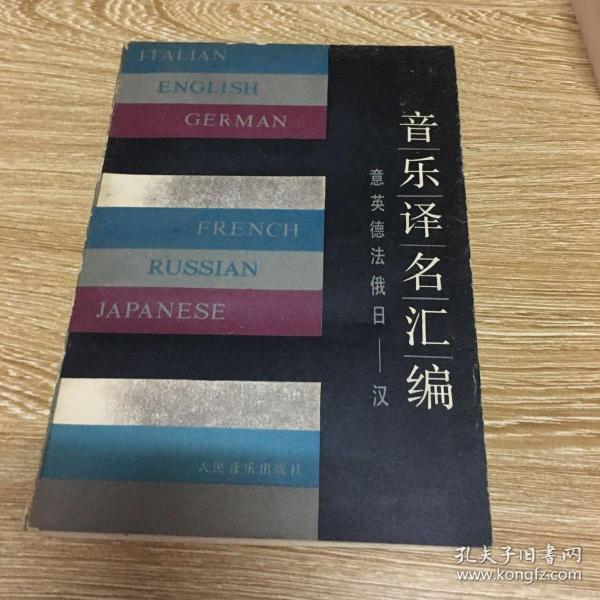 ITALIAN
ENGLISH
GERMAN
FRENCH
RUSSIAN
JAPANESE
音乐译名汇编
意英德法俄日——汉
人民音乐出版社
孔夫子旧书网
www.kongfz.com